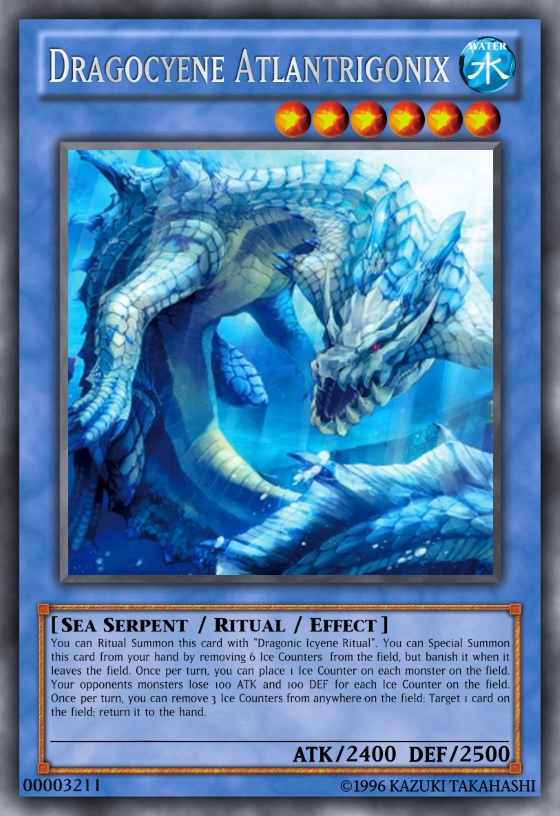 DRAGOCYENE ATLANTRIGONIX
WATER
水
[SEA SERPENT / RITUAL / EFFECT]
You can Ritual Summon this card with "Dragonic Icyene Ritual". You can Special Summon
this card from your hand by removing 6 Ice Counters from the field, but banish it when it
leaves the field. Once per turn, you can place 1 Ice Counter on each monster on the field.
Your opponents monsters lose 100 ATK and 100 DEF for each Ice Counter on the field.
Once per turn, you can remove 3 Ice Counters from anywhere on the field: Target 1 card on
the field; return it to the hand.
ATK/2400 DEF/2500
00003211
©1996 KAZUKI TAKAHASHI